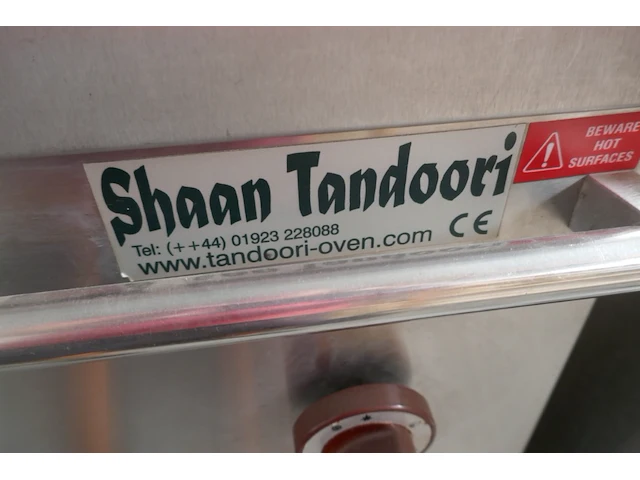 Shaan Tandoori
Tel: (++44) 01923 228088
www.tandoori-oven.com
CE
BEWARE
HOT
SURFACES